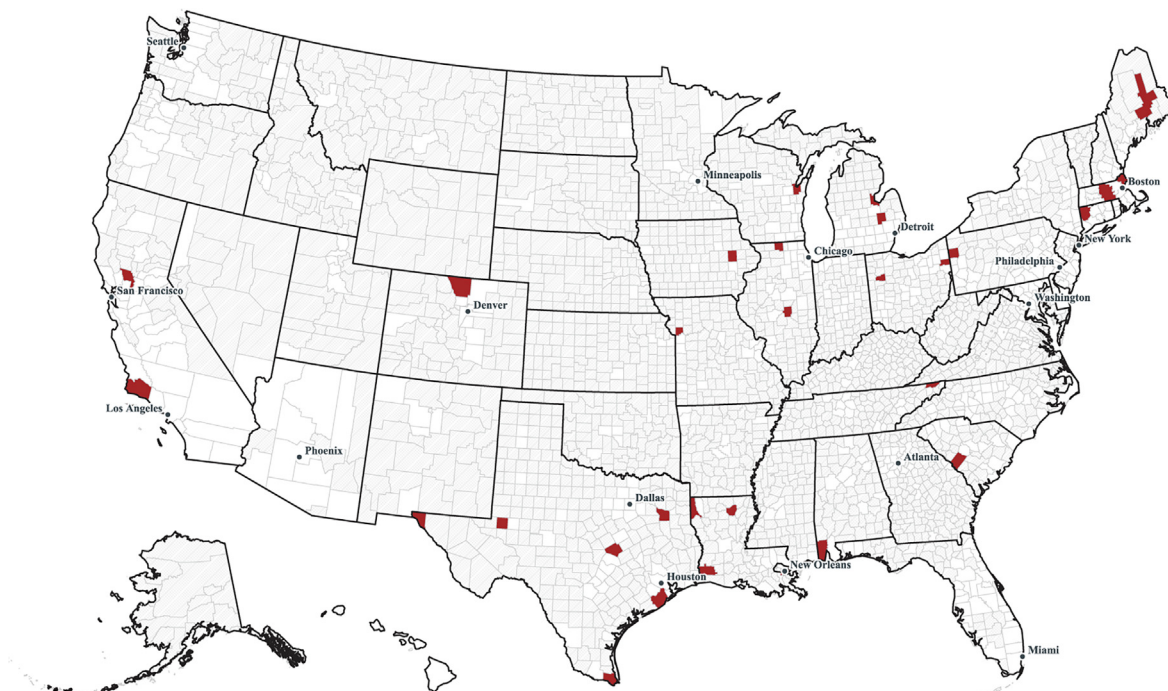 Seattle
Minneapolis
Boston
Detroit
New York
Chicago
Philadelphia
San Francisco
Washington
Denver
Los Angeles
Phoenix
Atlanta
Dallas
New Orleans
Houston
Miami